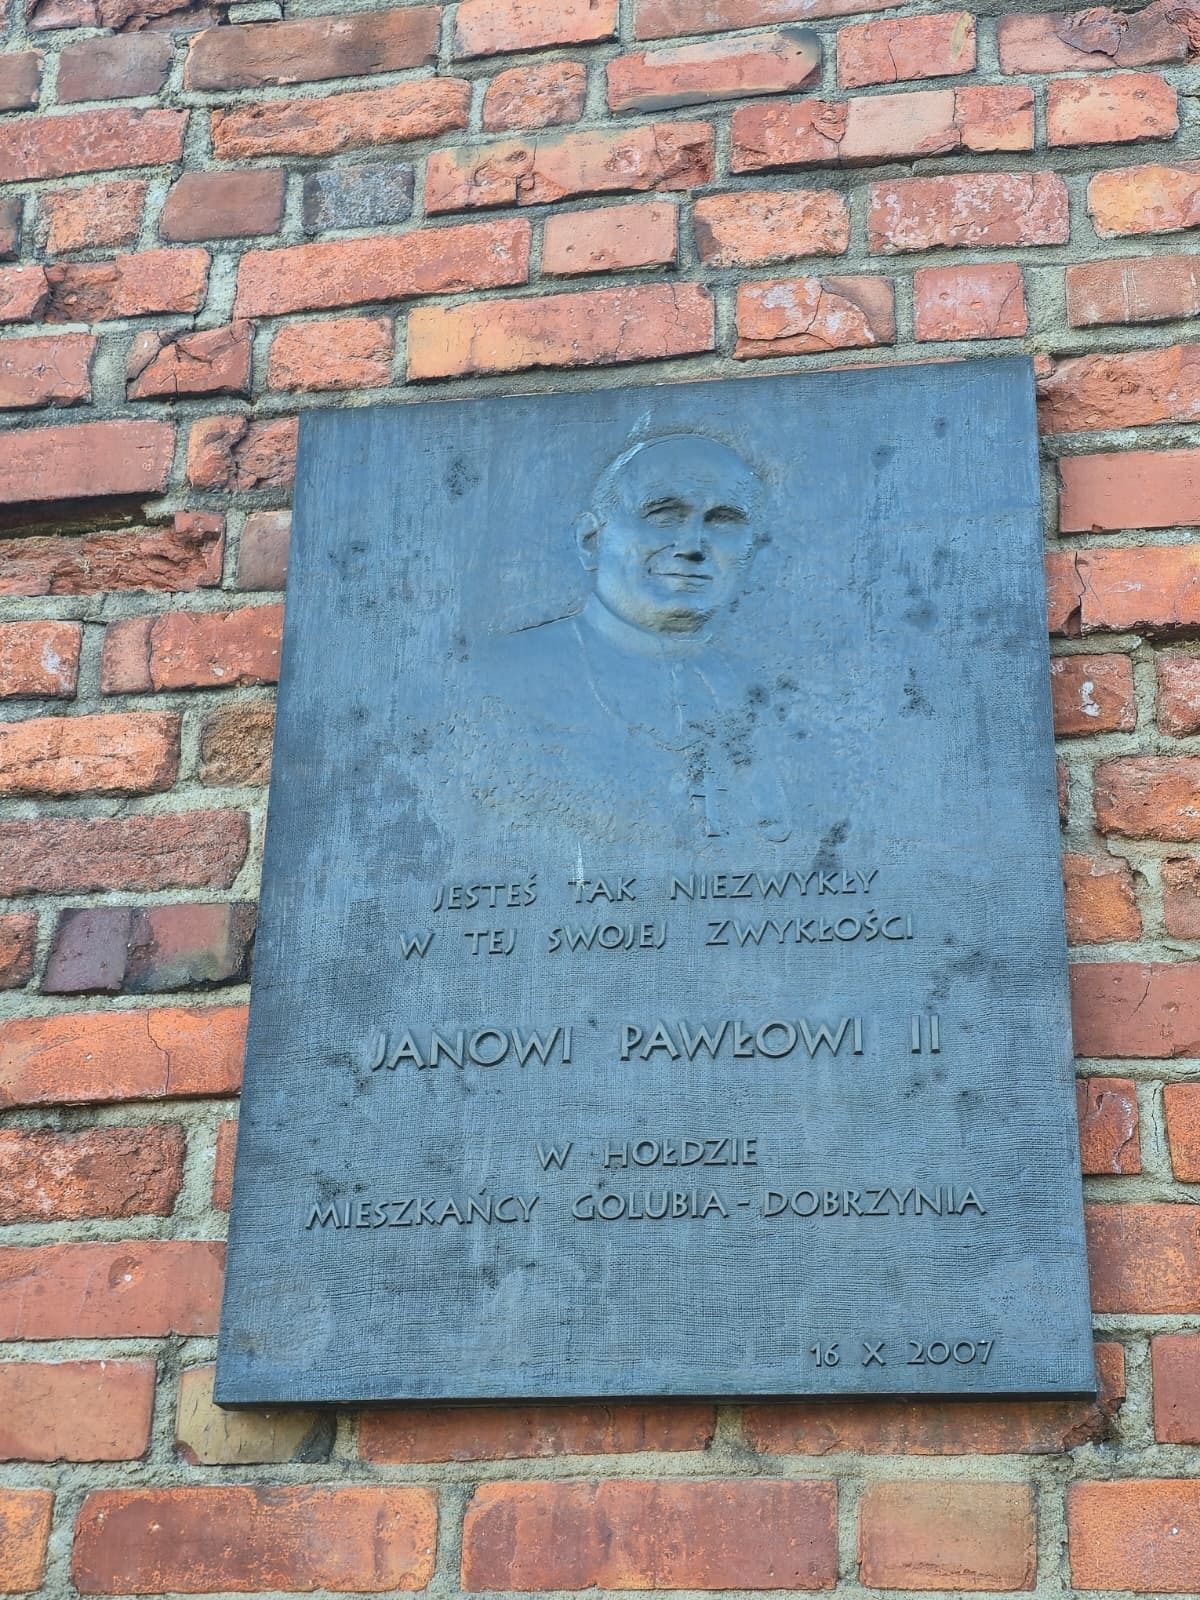 JESTEŚ TAK NIEZWYKŁY
W TEJ SWOJEJ ZWYKŁOŚCI
JANOWI PAWŁOWI II
W HOŁDZIE
MIESZKAŃCY GOLUBIA-DOBRZYNIA
16 X 2007